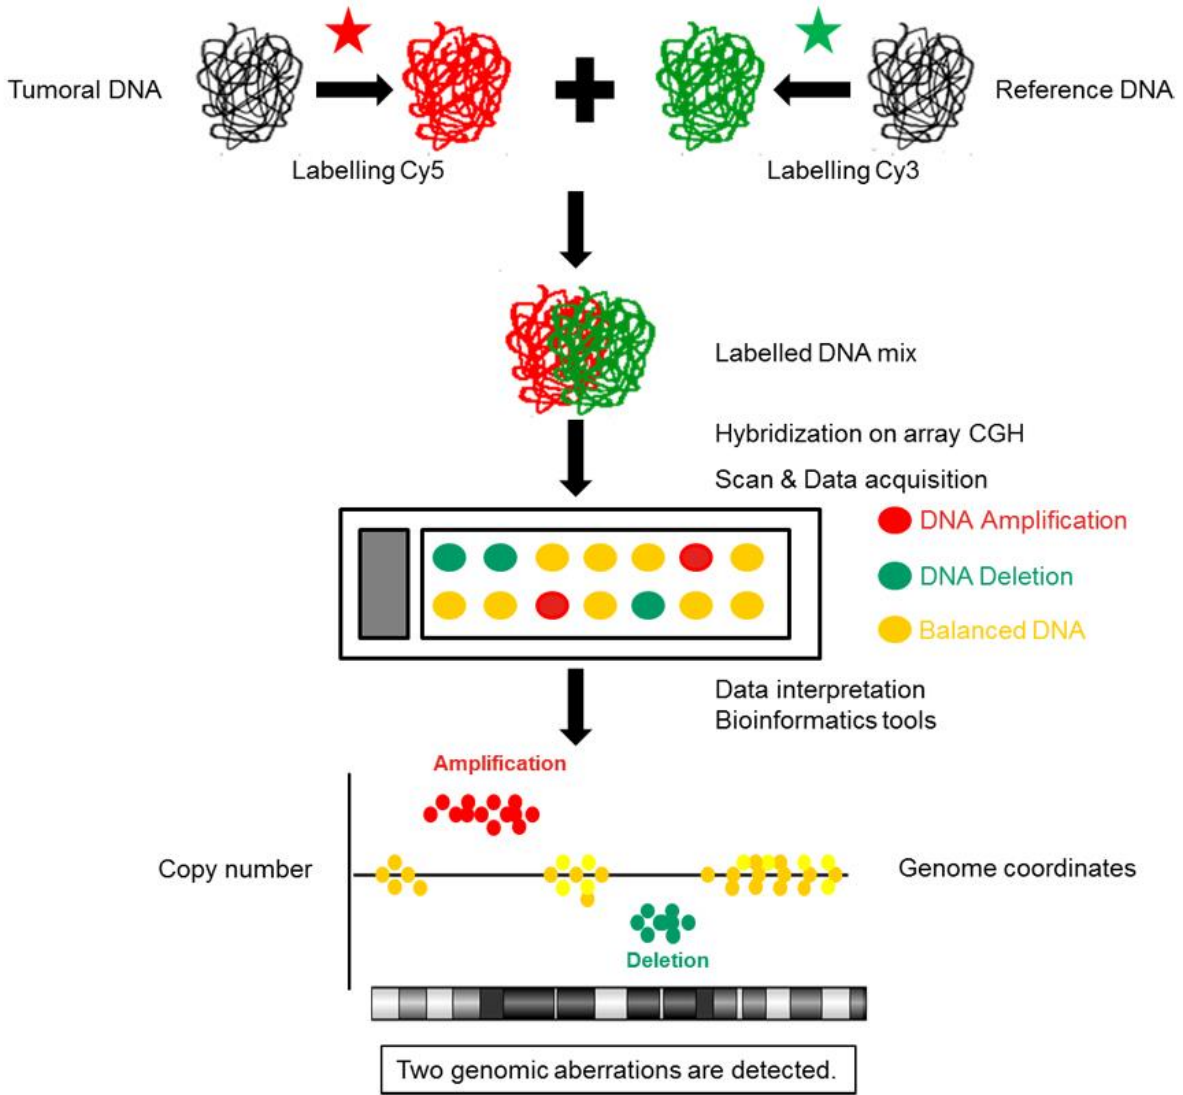 Tumoral DNA
Reference DNA
Labelling Cy5
Labelling Cy3
Labelled DNA mix
Hybridization on array CGH
Scan & Data acquisition
DNA Amplification
DNA Deletion
Balanced DNA
Data interpretation
Bioinformatics tools
Amplification
Copy number
Genome coordinates
Deletion
Two genomic aberrations are detected.